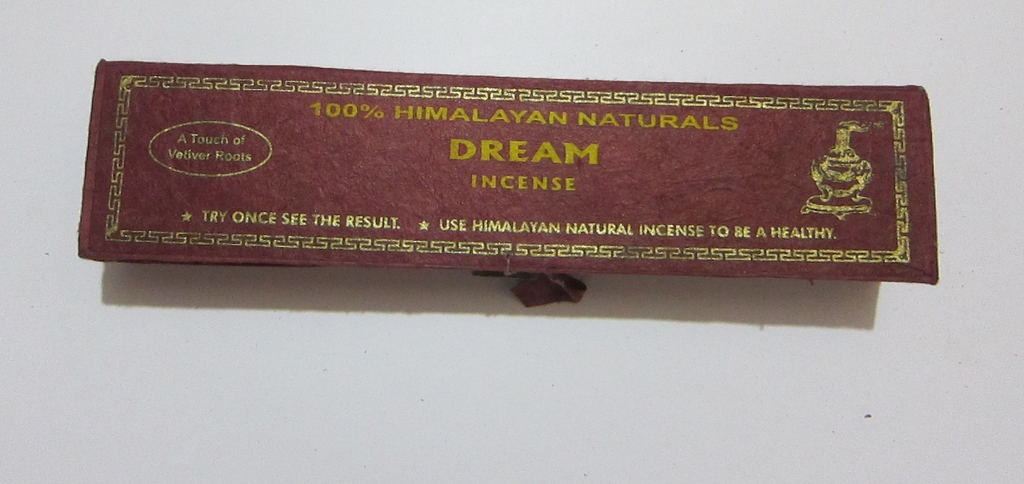 100% HIMALAYAN NATURALS
A Touch of
Vetiver Roots
DREAM
INCENSE
★ TRY ONCE SEE THE RESULT. ★ USE HIMALAYAN NATURAL INCENSE TO BE A HEALTHY.